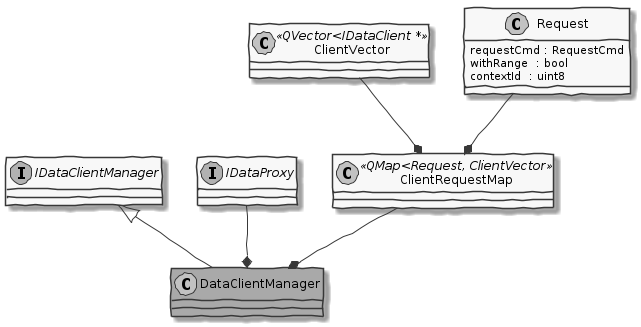 C
«QVector<IDataClient *»
ClientVector
C
Request
requestCmd : RequestCmd
withRange : bool
contextId : uint8
I
IDataClientManager
I
IDataProxy
C
«QMap<Request, ClientVector»
ClientRequestMap
C
DataClientManager